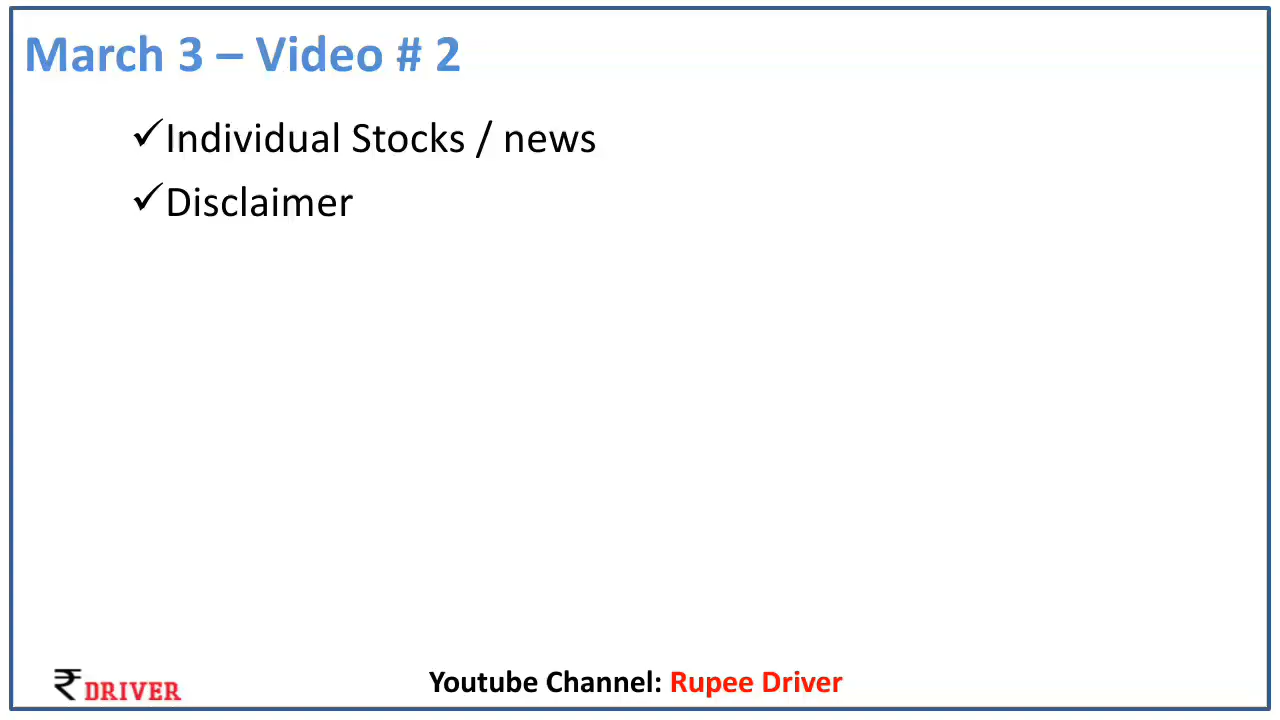 March 3 – Video # 2
✓Individual Stocks / news
✓Disclaimer
₹ DRIVER
Youtube Channel: Rupee Driver